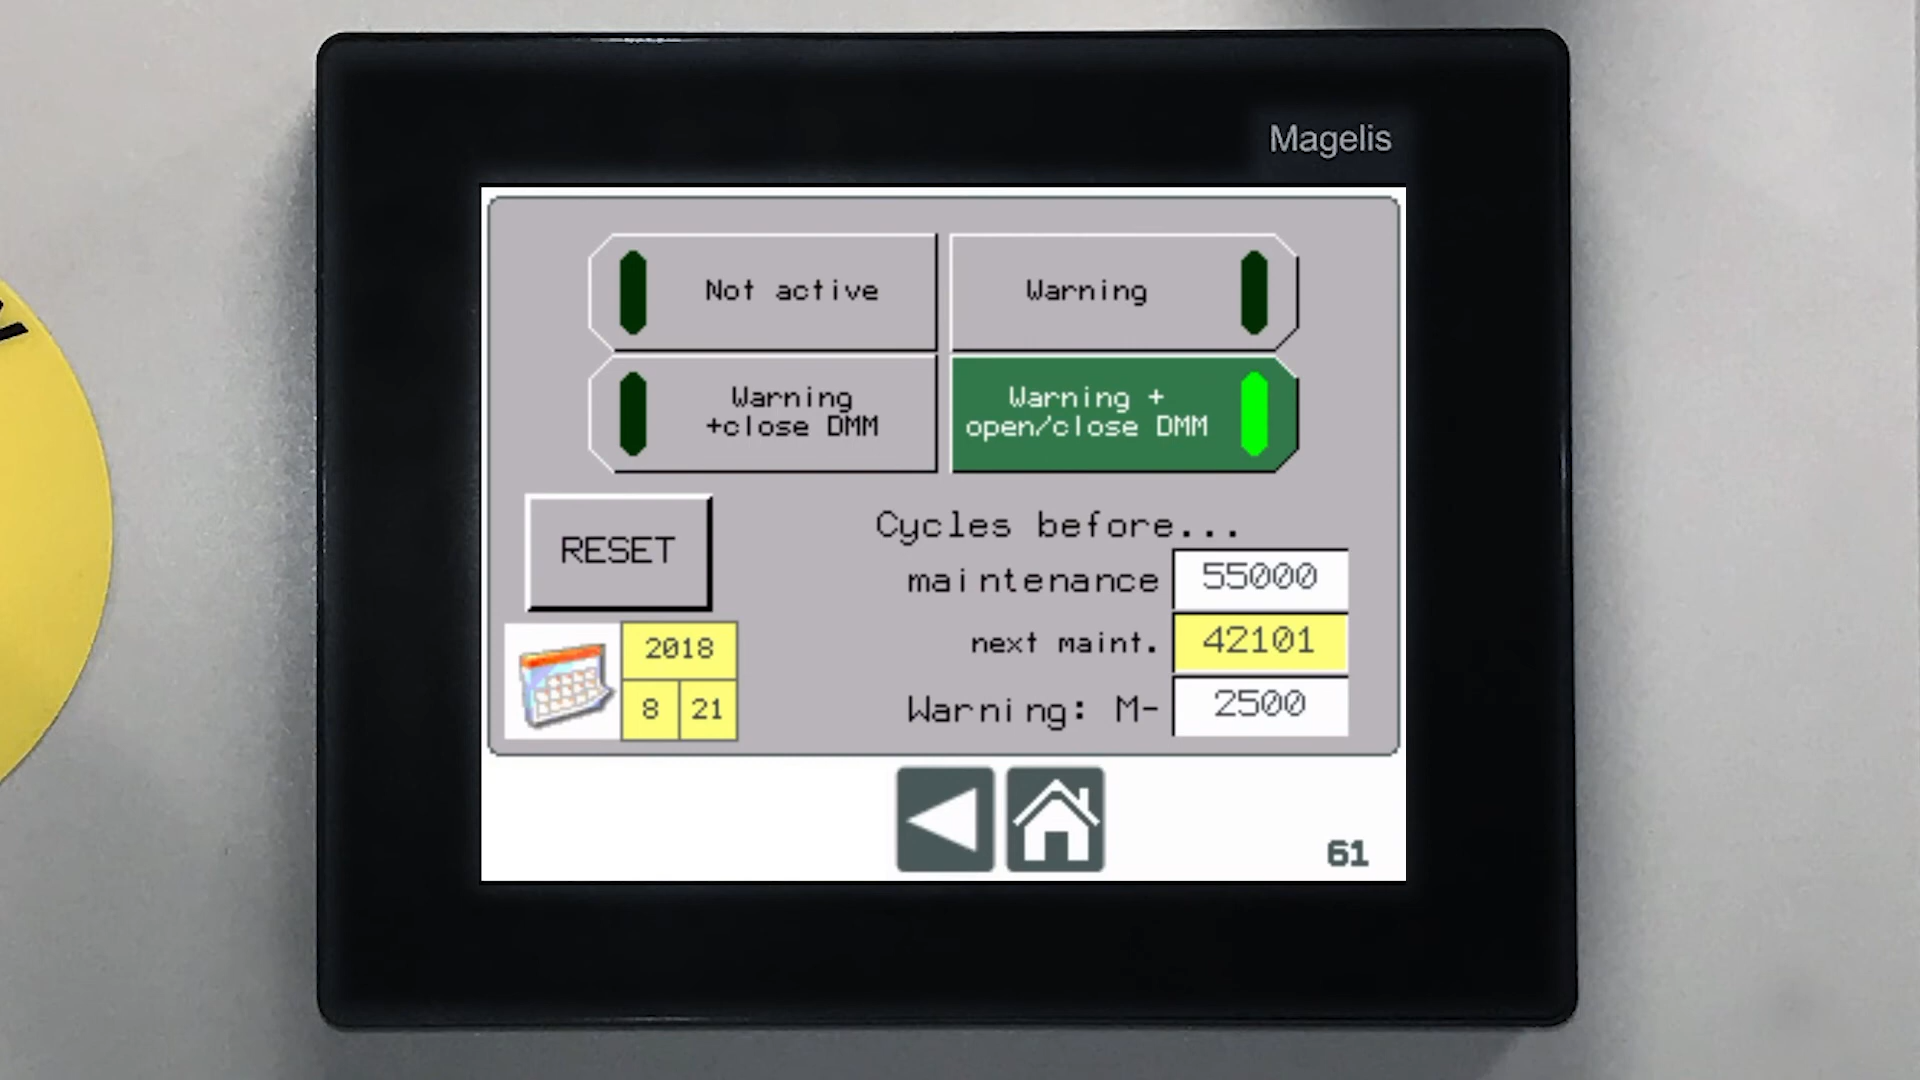 Magelis
Not active
Warning
Warning
+close DMM
Warning +
open/close DMM
RESET
Cycles before...
maintenance 55000
next maint. 42101
Warning: M- 2500
2018
8 21
61